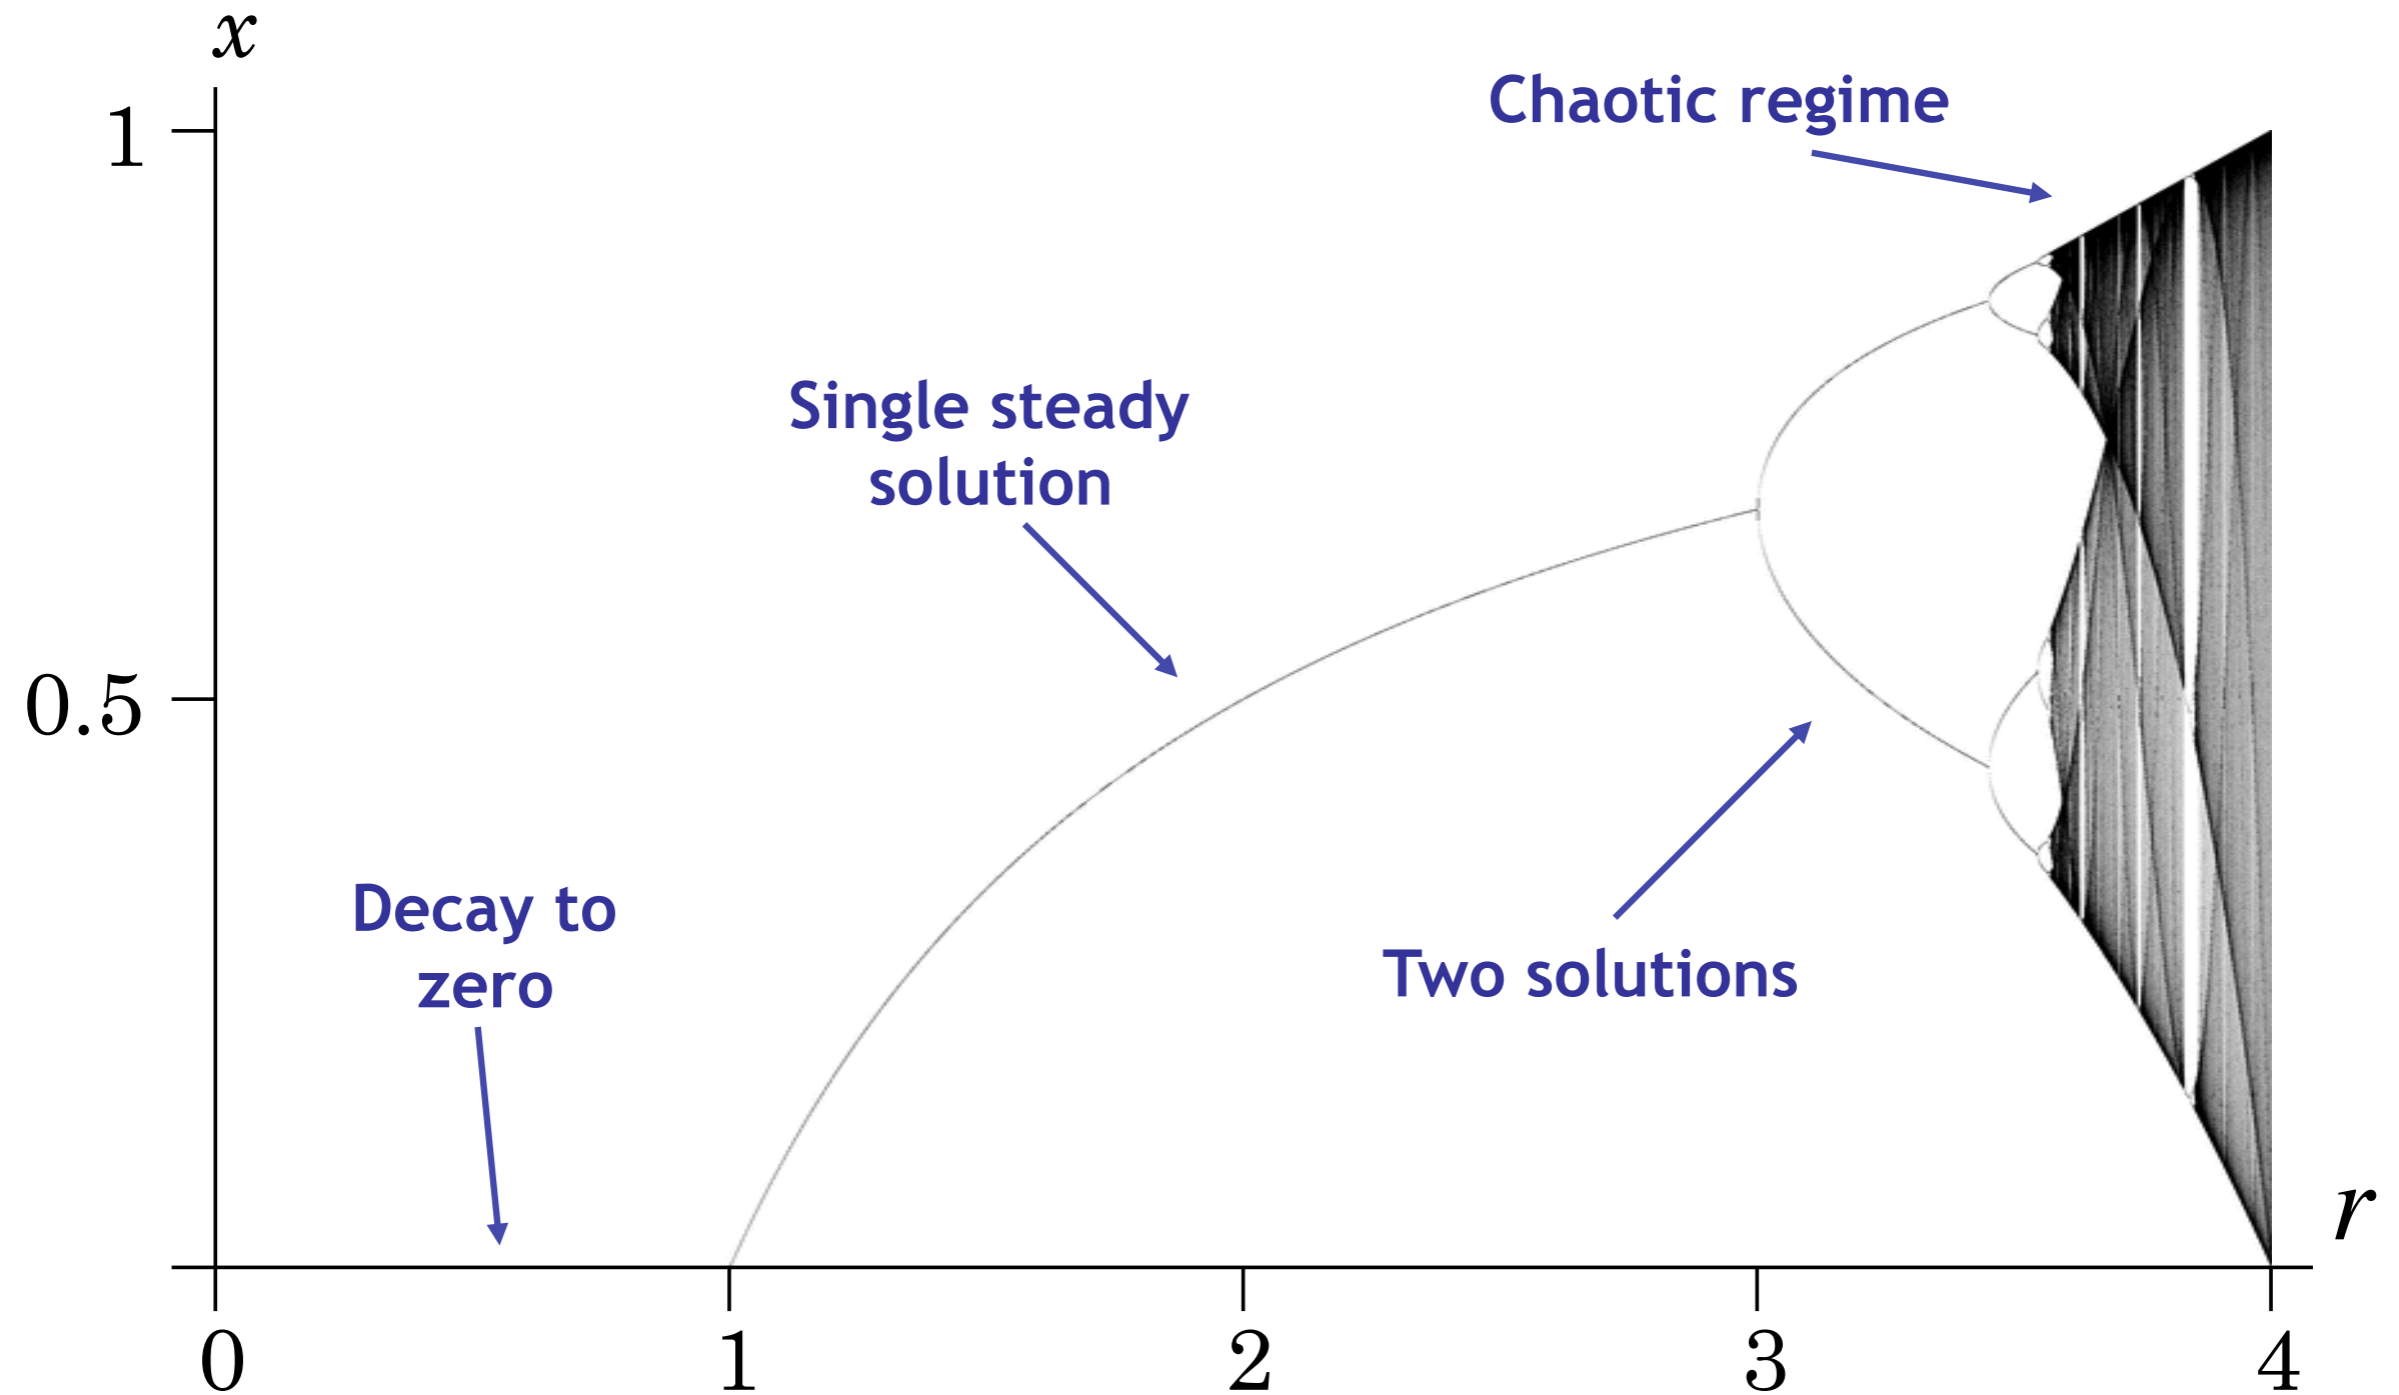 x
1
Chaotic regime
Single steady
solution
0.5
Decay to
zero
Two solutions
r
0 1 2 3 4